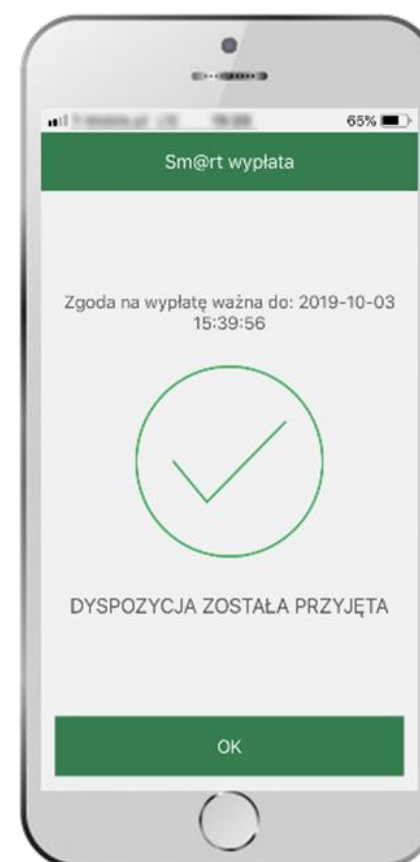 65%
Sm@rt wypłata
Zgoda na wypłatę ważna do: 2019-10-03
15:39:56
DYSPOZYCJA ZOSTAŁA PRZYJĘTA
OK